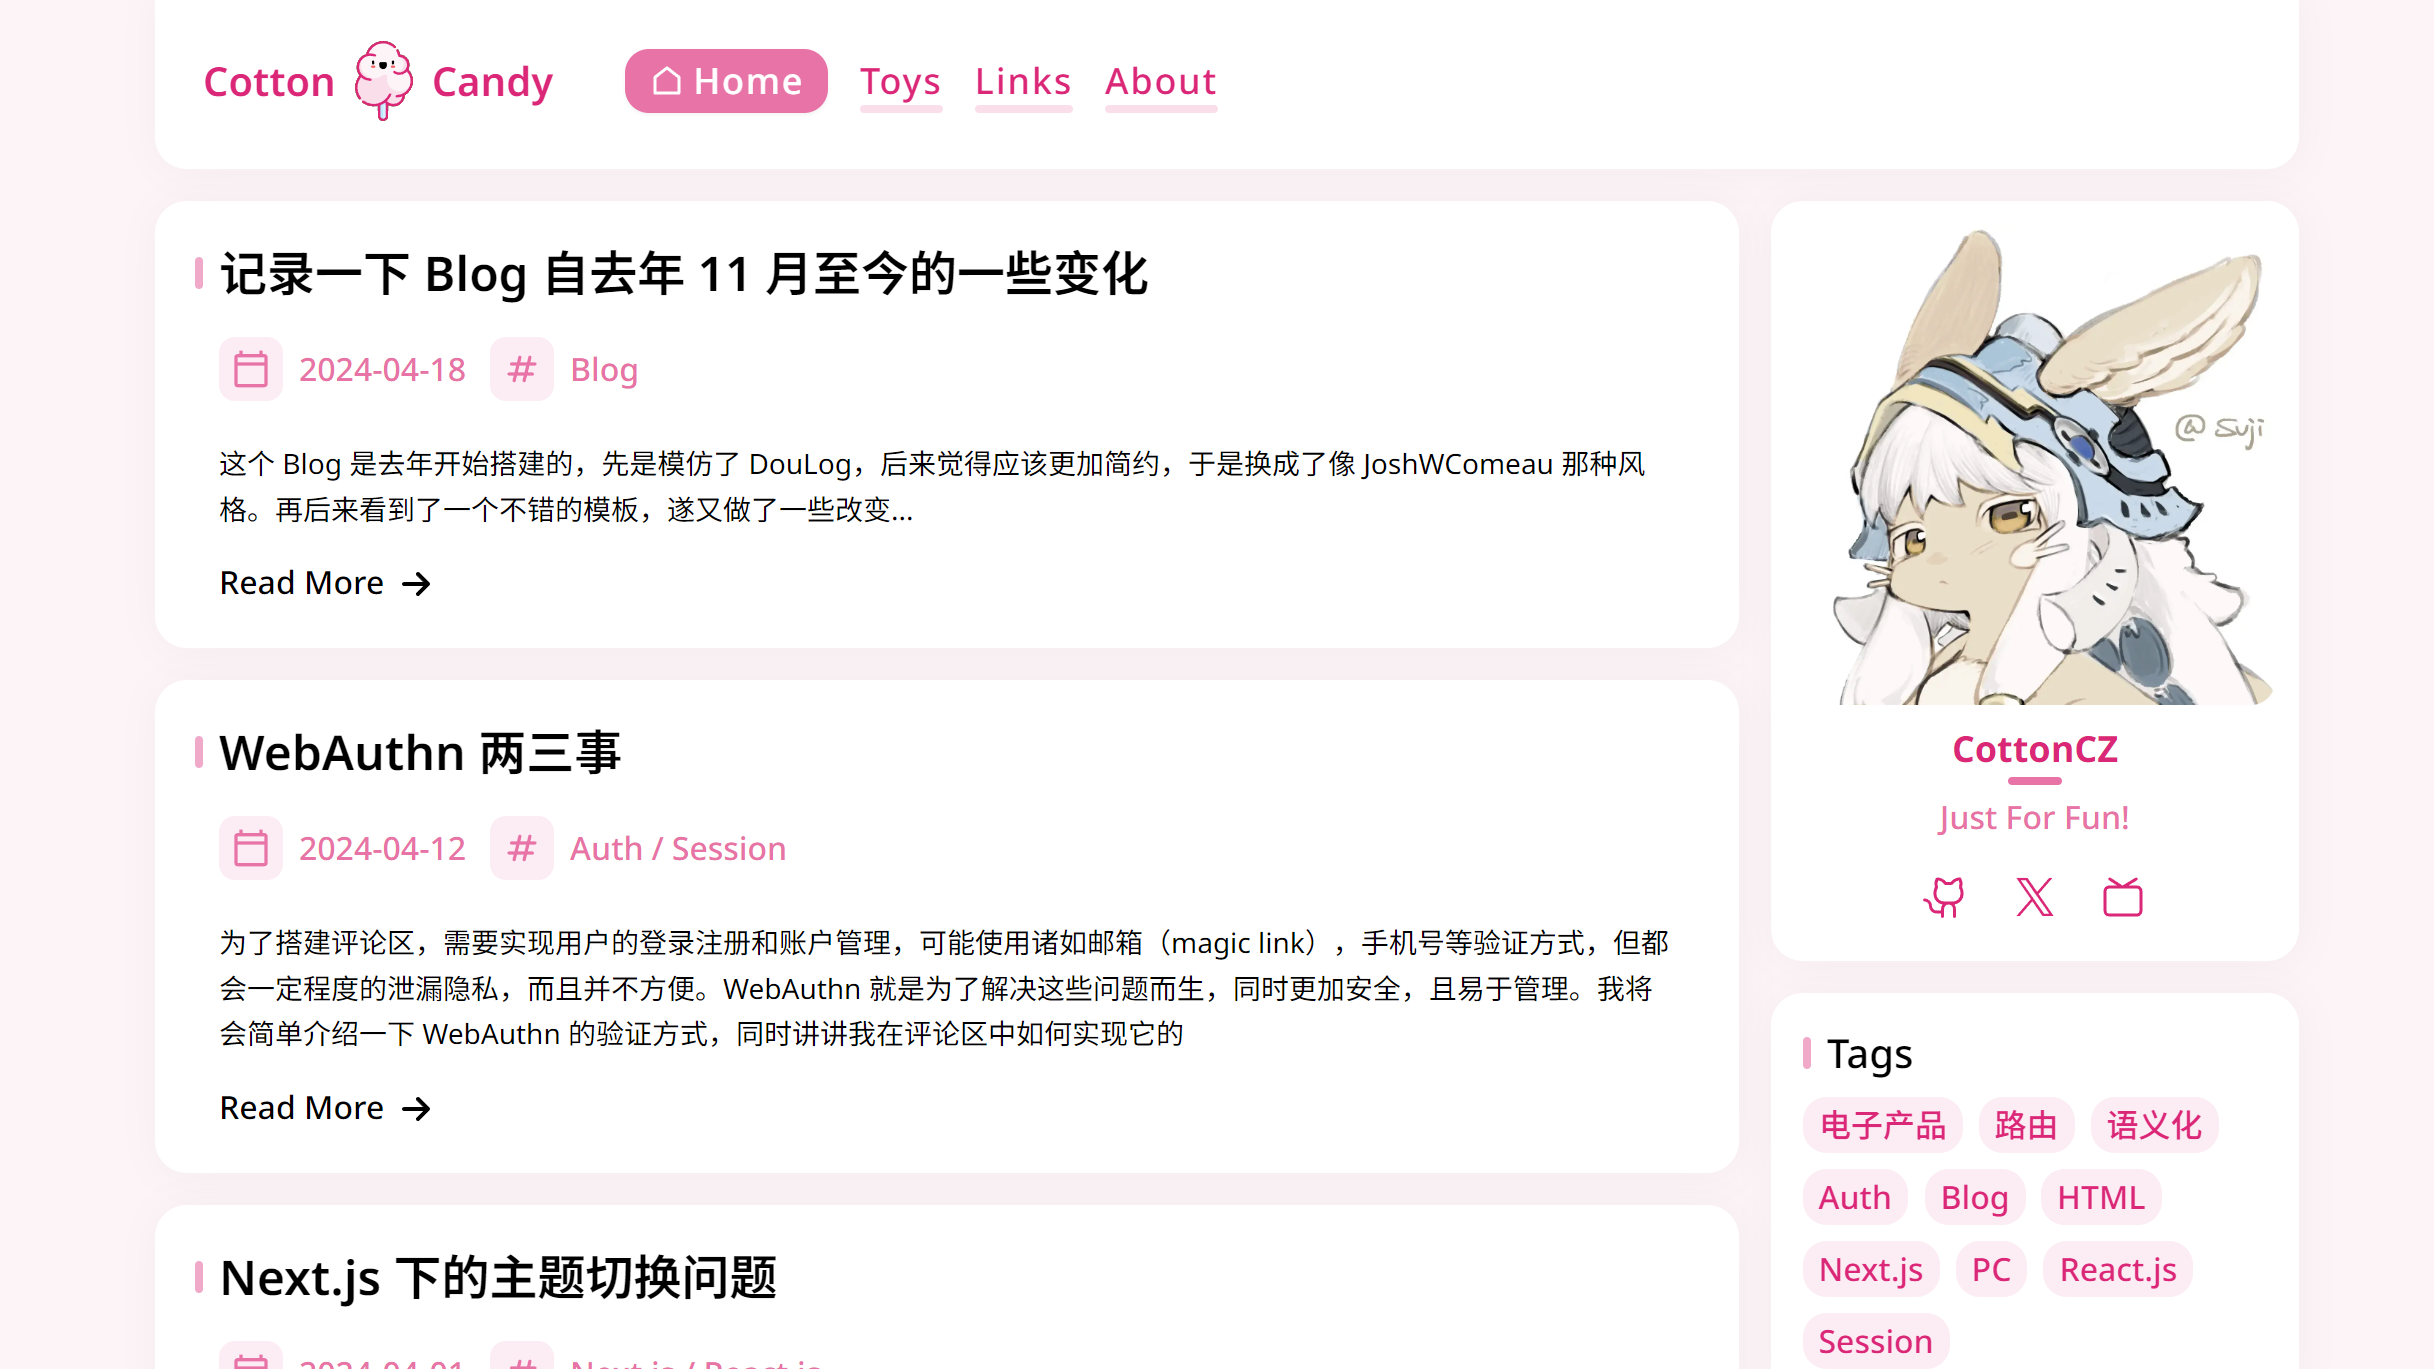 Cotton Candy
Home Toys Links About
记录一下 Blog 自去年 11 月至今的一些变化
2024-04-18 # Blog
这个 Blog 是去年开始搭建的，先是模仿了 DouLog，后来觉得应该更加简约，于是换成了像 JoshWComeau 那种风
格。再后来看到了一个不错的模板，遂又做了一些改变...
Read More
WebAuthn 两三事
2024-04-12 # Auth / Session
为了搭建评论区，需要实现用户的登录注册和账户管理，可能使用诸如邮箱（magic link），手机号等验证方式，但都
会一定程度的泄漏隐私，而且并不方便。WebAuthn 就是为了解决这些问题而生，同时更加安全，且易于管理。我将
会简单介绍一下 WebAuthn 的验证方式，同时讲讲我在评论区中如何实现它的
Read More
Next.js 下的主题切换问题
2024-04-01 # Next.js / React.js
@ Suji
CottonCZ
Just For Fun!
Tags
电子产品 路由 语义化
Auth Blog HTML
Next.js PC React.js
Session